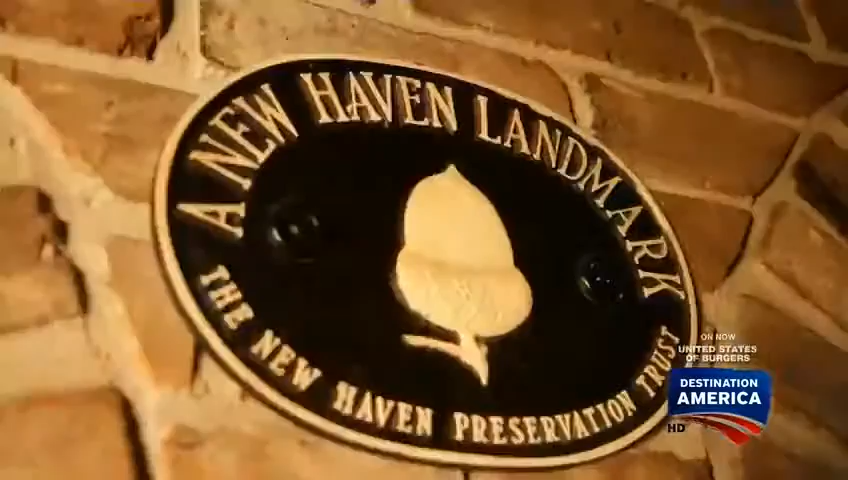 A NEW HAVEN LANDMARK
THE NEW HAVEN PRESERVATION TRUST
ON NOW
UNITED STATES
OF BURGERS
DESTINATION
AMERICA
HD